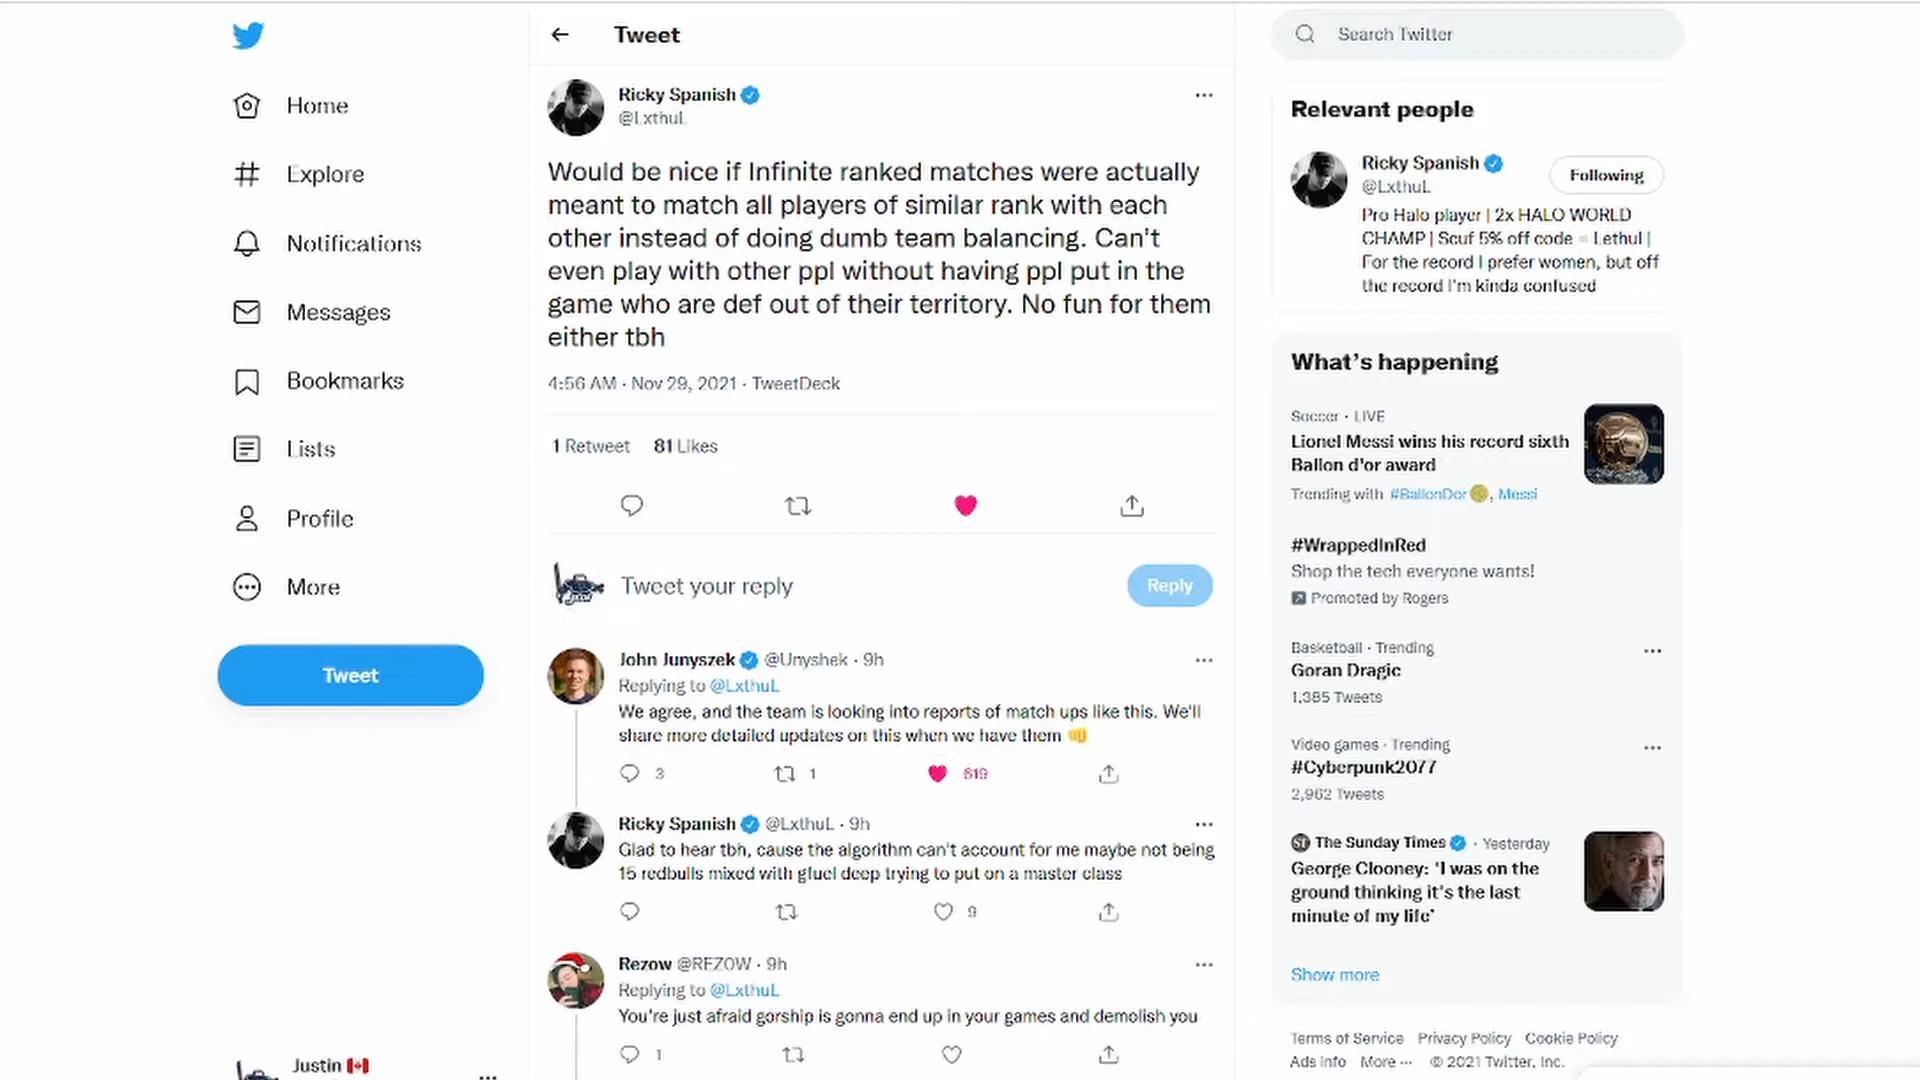 Home
Explore
Notifications
Messages
Bookmarks
Lists
Profile
More
Tweet
Justin
Tweet
Ricky Spanish
@LxthuL
Would be nice if Infinite ranked matches were actually
meant to match all players of similar rank with each
other instead of doing dumb team balancing. Can't
even play with other ppl without having ppl put in the
game who are def out of their territory. No fun for them
either tbh
4:56 AM · Nov 29, 2021 · TweetDeck
1 Retweet 81 Likes
Tweet your reply
Reply
John Junyszek @Unyshek · 9h
Replying to @LxthuL
We agree, and the team is looking into reports of match ups like this. We'll
share more detailed updates on this when we have them
3 1 619
Ricky Spanish @LxthuL · 9h
Glad to hear tbh, cause the algorithm can't account for me maybe not being
15 redbulls mixed with gfuel deep trying to put on a master class
9
Rezow @REZOW · 9h
Replying to @LxthuL
You're just afraid gorship is gonna end up in your games and demolish you
1
Search Twitter
Relevant people
Ricky Spanish
@LxthuL
Following
Pro Halo player | 2x HALO WORLD
CHAMP | Scuf 5% off code = Lethul |
For the record I prefer women, but off
the record I'm kinda confused
What's happening
Soccer · LIVE
Lionel Messi wins his record sixth
Ballon d'or award
Trending with #BallonDor, Messi
#WrappedInRed
Shop the tech everyone wants!
Promoted by Rogers
Basketball · Trending
Goran Dragic
1,385 Tweets
Video games · Trending
#Cyberpunk2077
2,962 Tweets
ST The Sunday Times · Yesterday
George Clooney: 'I was on the
ground thinking it's the last
minute of my life'
Show more
Terms of Service Privacy Policy Cookie Policy
Ads info More ··· © 2021 Twitter, Inc.